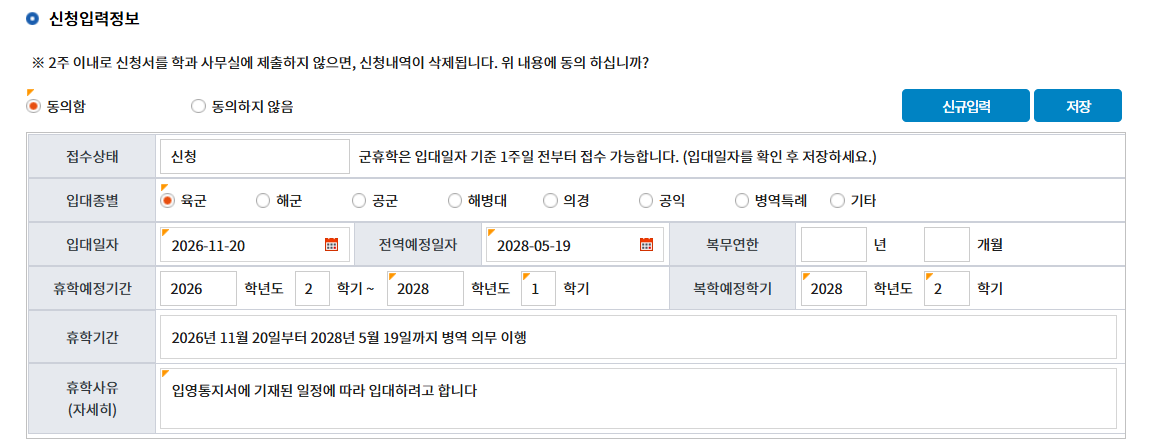 신청입력정보
※ 2주 이내로 신청서를 학과 사무실에 제출하지 않으면, 신청내역이 삭제됩니다. 위 내용에 동의 하십니까?
동의함 동의하지 않음 신규입력 저장
접수상태 신청 군휴학은 입대일자 기준 1주일 전부터 접수 가능합니다. (입대일자를 확인 후 저장하세요.)
입대종별 육군 해군 공군 해병대 의경 공익 병역특례 기타
입대일자 2026-11-20 전역예정일자 2028-05-19 복무연한 년 개월
휴학예정기간 2026 학년도 2 학기 ~ 2028 학년도 1 학기 복학예정학기 2028 학년도 2 학기
휴학기간 2026년 11월 20일부터 2028년 5월 19일까지 병역 의무 이행
휴학사유
(자세히) 입영통지서에 기재된 일정에 따라 입대하려고 합니다